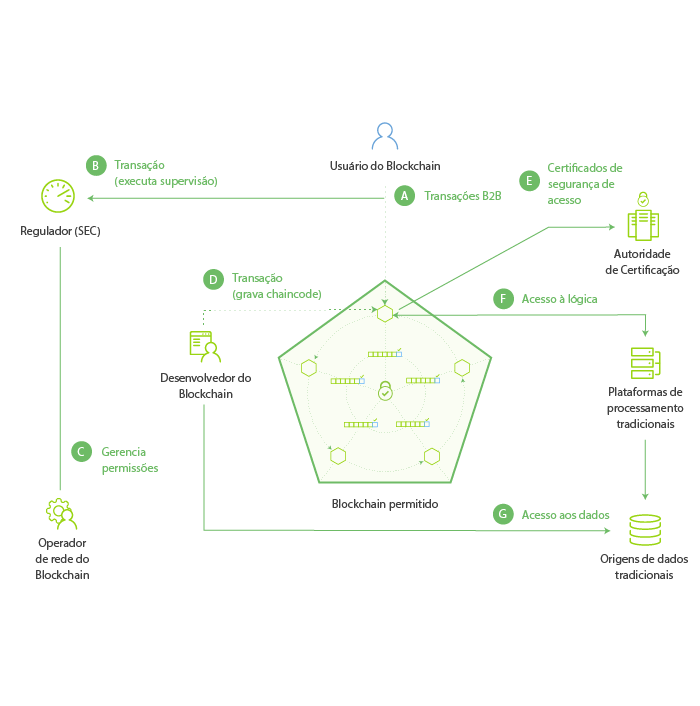 Usuário do Blockchain
A
Transações B2B
B
Transação
(executa supervisão)
Regulador (SEC)
E
Certificados de
segurança de
acesso
Autoridade
de Certificação
D
Transação
(grava chaincode)
F
Acesso à lógica
Desenvolvedor do
Blockchain
Plataformas de
processamento
tradicionais
C
Gerencia
permissões
Blockchain permitido
G
Acesso aos dados
Operador
de rede do
Blockchain
Origens de dados
tradicionais